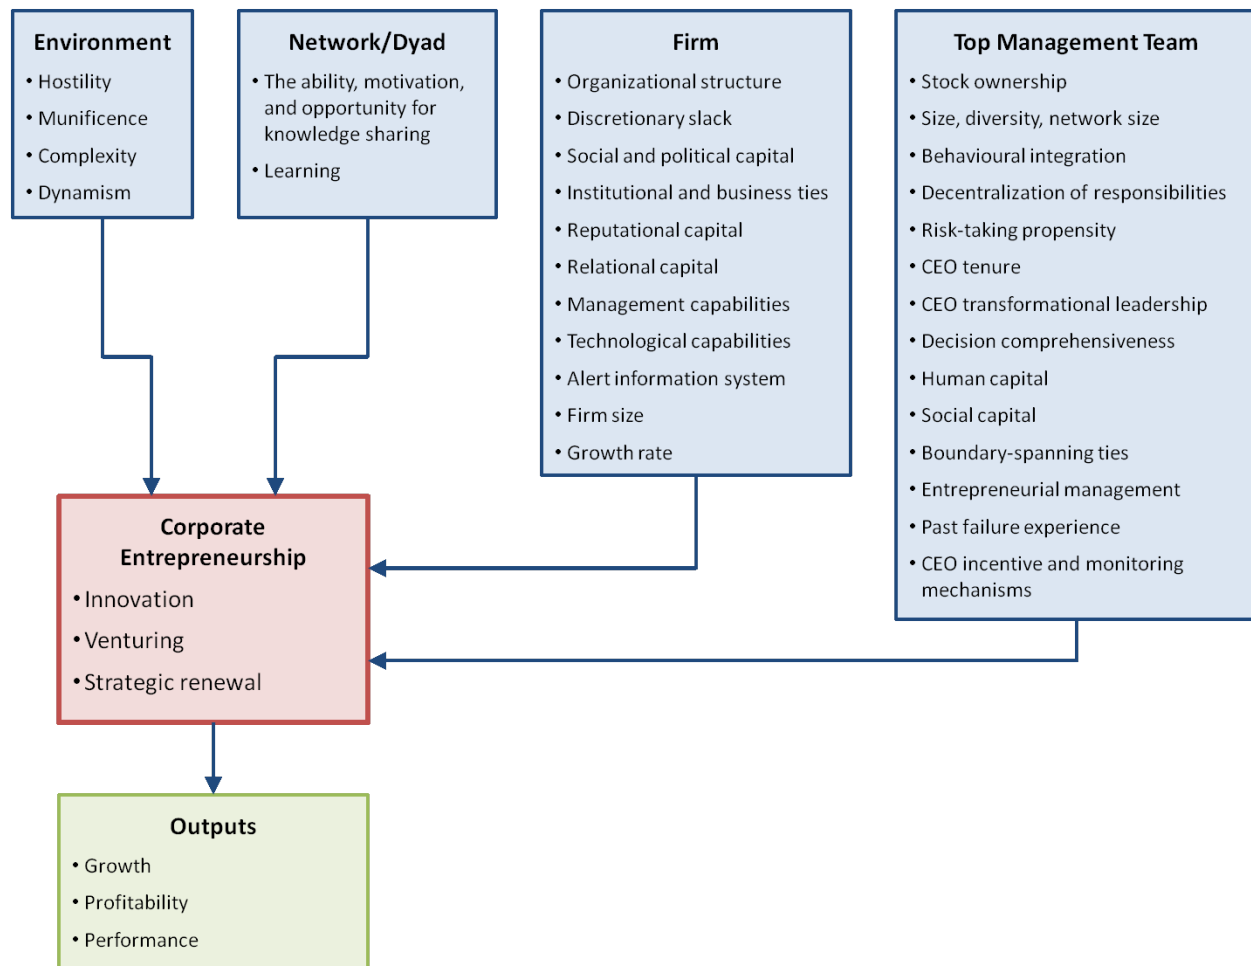 Environment
• Hostility
• Munificence
• Complexity
• Dynamism
Network/Dyad
• The ability, motivation,
and opportunity for
knowledge sharing
• Learning
Firm
• Organizational structure
• Discretionary slack
• Social and political capital
• Institutional and business ties
• Reputational capital
• Relational capital
• Management capabilities
• Technological capabilities
• Alert information system
• Firm size
• Growth rate
Top Management Team
• Stock ownership
• Size, diversity, network size
• Behavioural integration
• Decentralization of responsibilities
• Risk-taking propensity
• CEO tenure
• CEO transformational leadership
• Decision comprehensiveness
• Human capital
• Social capital
• Boundary-spanning ties
• Entrepreneurial management
• Past failure experience
• CEO incentive and monitoring
mechanisms
Corporate
Entrepreneurship
• Innovation
• Venturing
• Strategic renewal
Outputs
• Growth
• Profitability
• Performance